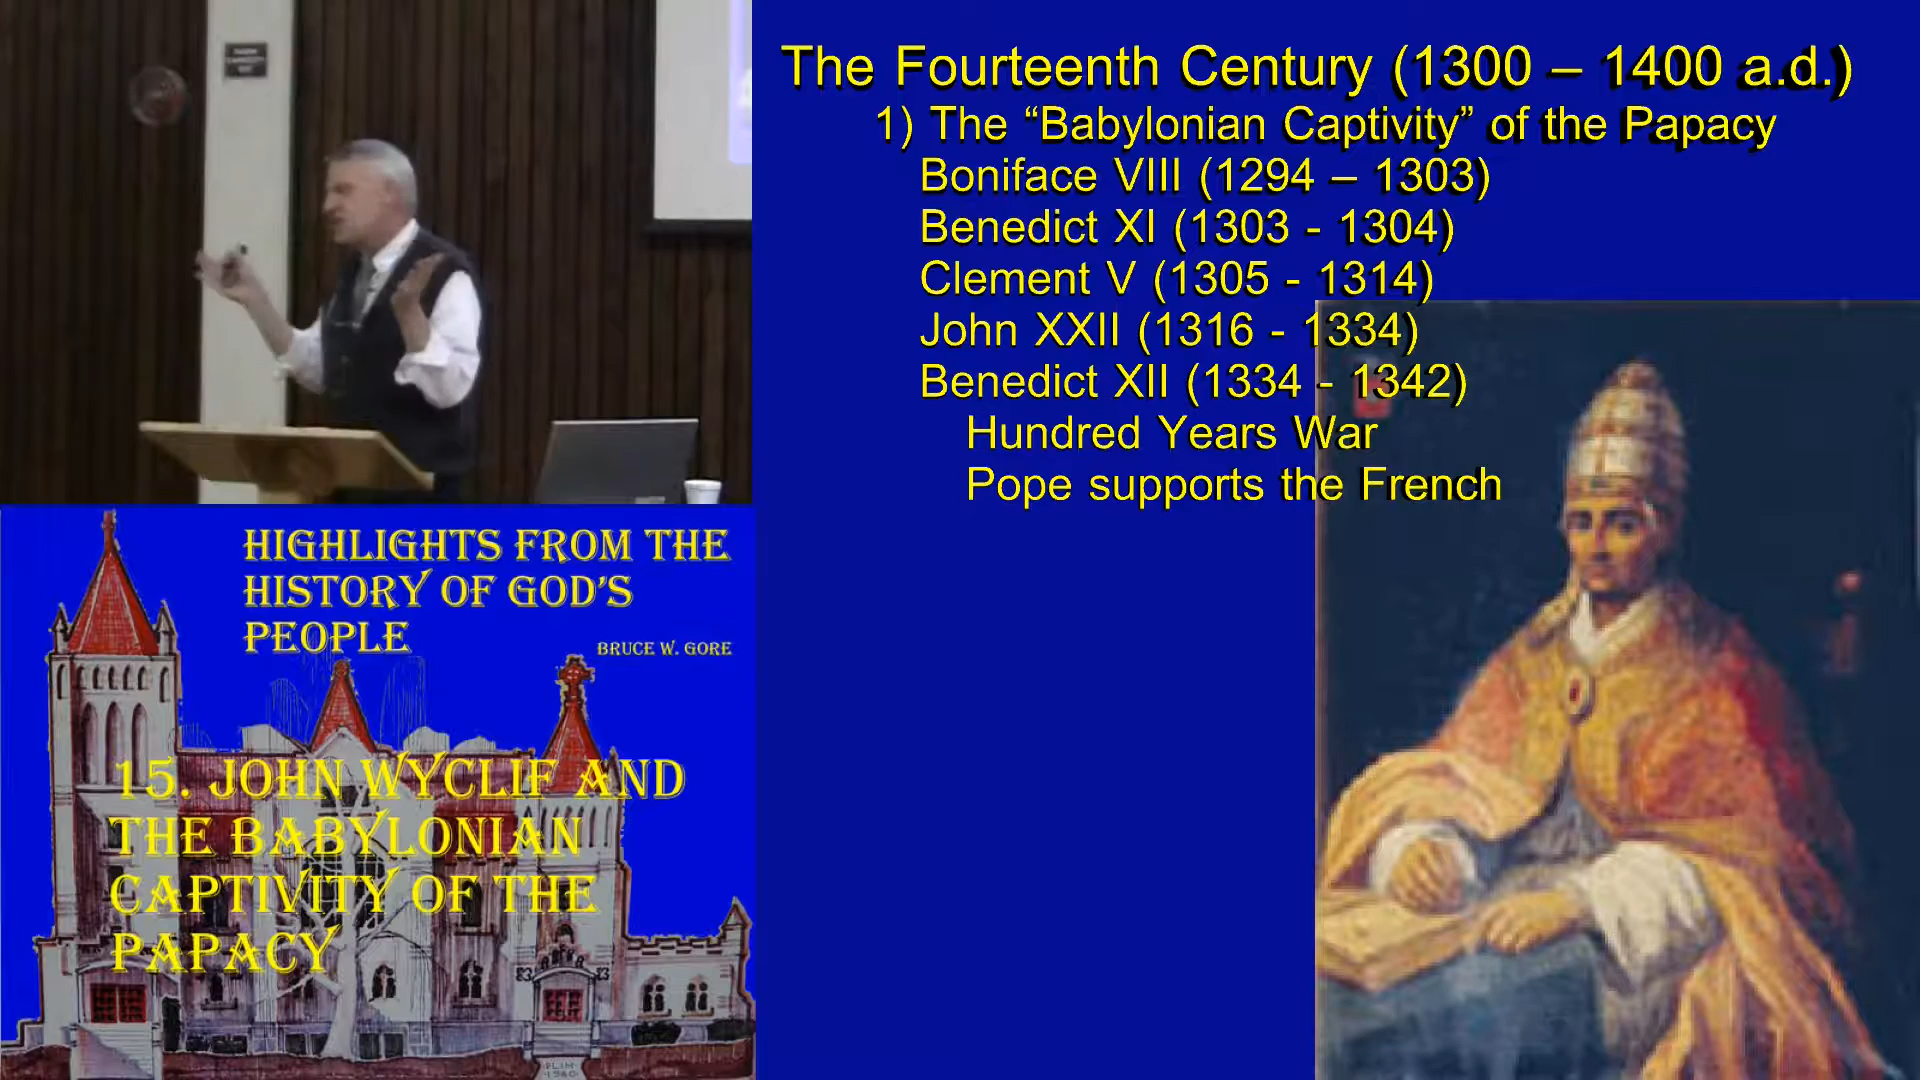 The Fourteenth Century (1300 – 1400 a.d.)
1) The “Babylonian Captivity” of the Papacy
Boniface VIII (1294 – 1303)
Benedict XI (1303 - 1304)
Clement V (1305 - 1314)
John XXII (1316 - 1334)
Benedict XII (1334 - 1342)
Hundred Years War
Pope supports the French
HIGHLIGHTS FROM THE
HISTORY OF GOD’S
PEOPLE
BRUCE W. GORE
15. JOHN WYCLIF AND
THE BABYLONIAN
CAPTIVITY OF THE
PAPACY